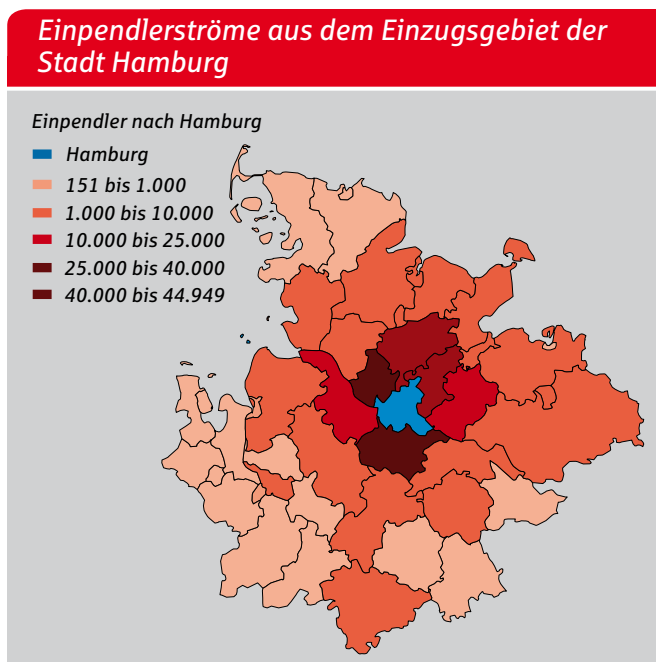 Einpendlerströme aus dem Einzugsgebiet der
Stadt Hamburg
Einpendler nach Hamburg
Hamburg
151 bis 1.000
1.000 bis 10.000
10.000 bis 25.000
25.000 bis 40.000
40.000 bis 44.949